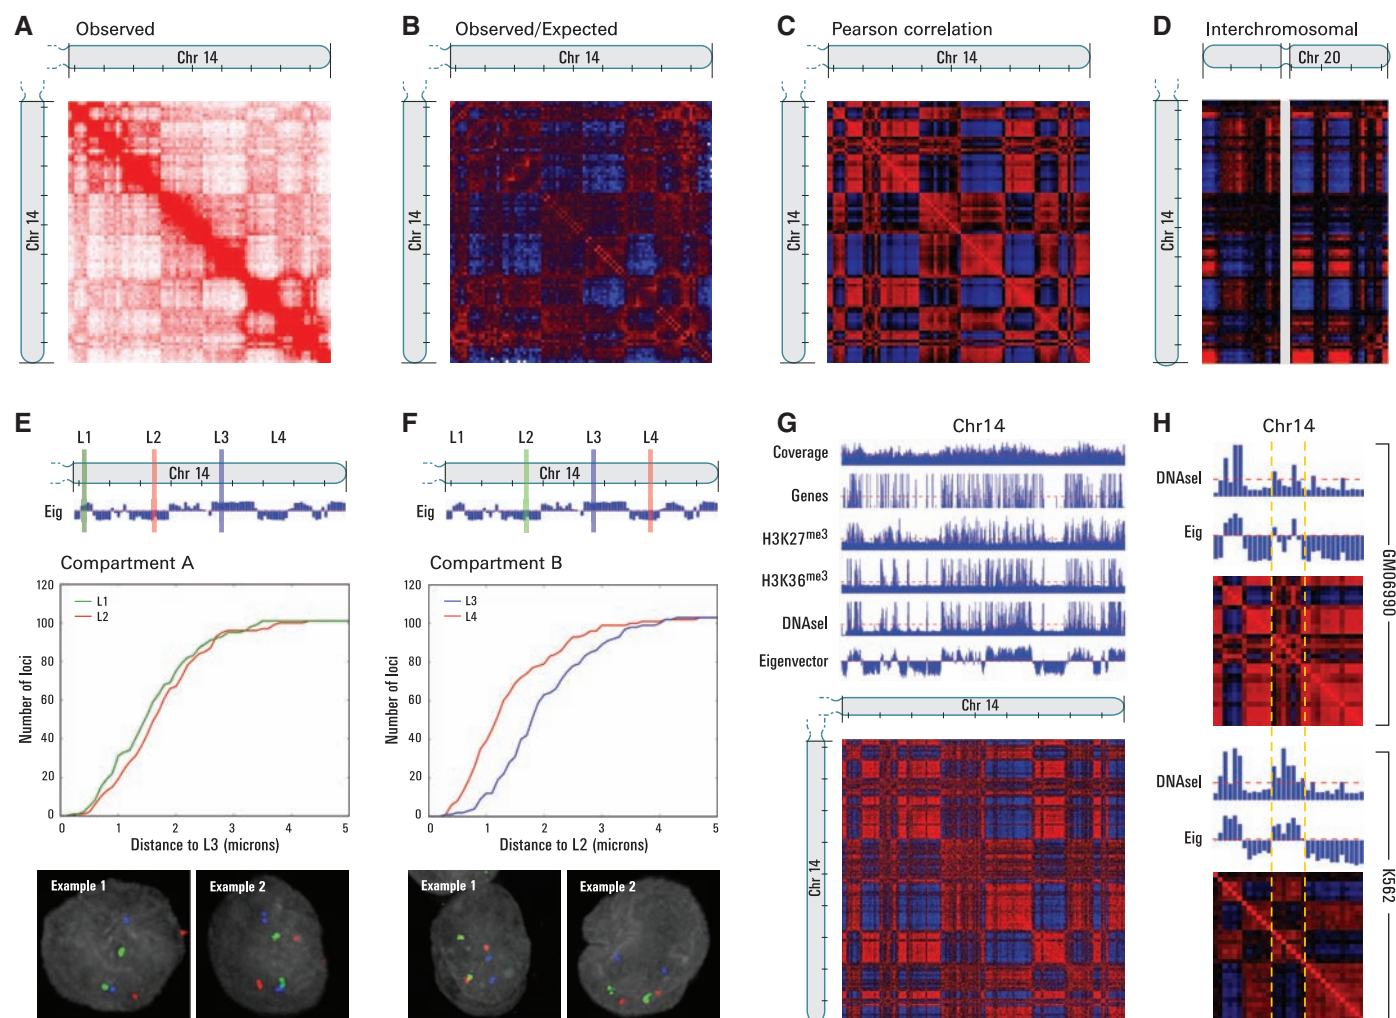 A Observed
Chr 14
Chr 14
B Observed/Expected
Chr 14
Chr 14
C Pearson correlation
Chr 14
Chr 14
D Interchromosomal
Chr 20
Chr 14
E
L1 L2 L3 L4
Chr 14
Eig
Compartment A
120
100
80
60
40
20
0
Number of loci
L1
L2
0 1 2 3 4 5
Distance to L3 (microns)
Example 1
Example 2
F
L1 L2 L3 L4
Chr 14
Eig
Compartment B
120
100
80
60
40
20
0
Number of loci
L3
L4
0 1 2 3 4 5
Distance to L2 (microns)
Example 1
Example 2
G Chr14
Coverage
Genes
H3K27me3
H3K36me3
DNAseI
Eigenvector
Chr 14
Chr 14
H Chr14
DNAseI
Eig
GM06990
DNAseI
Eig
K562